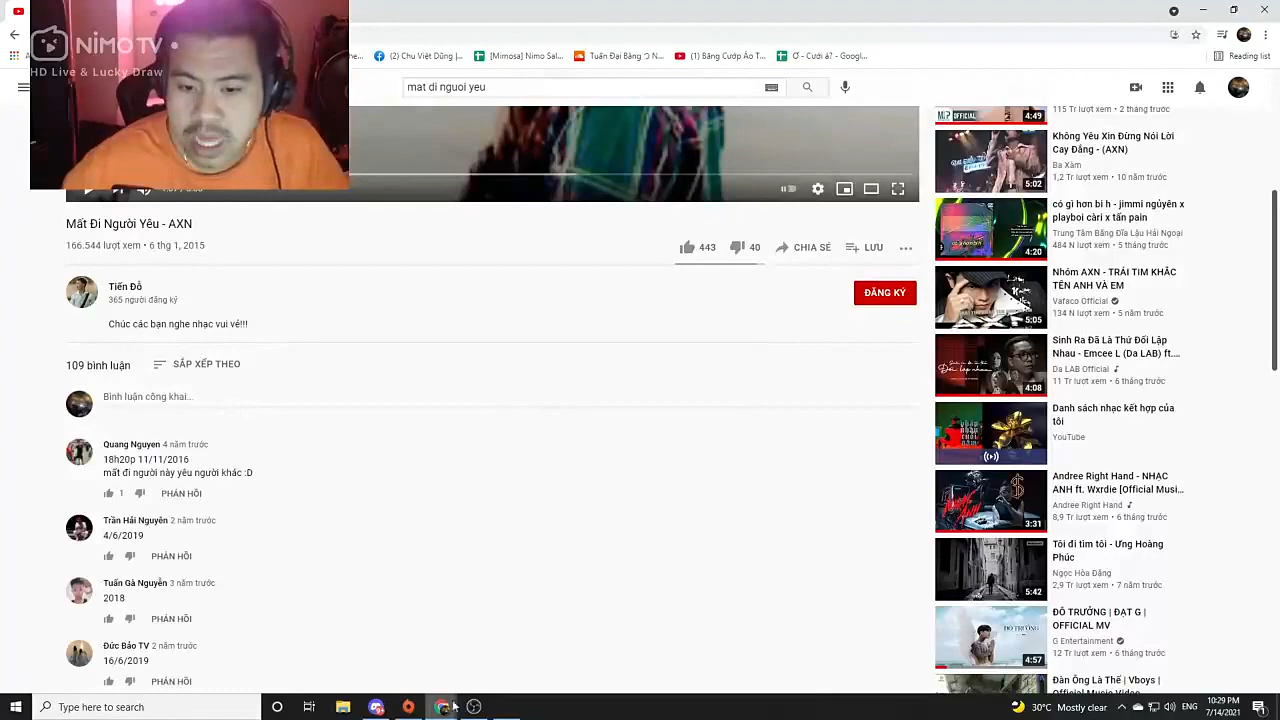 NIMO TV
HD Live & Lucky Draw
(Chu Việt Dũng |...
[Mimosa] Nimo Sal...
Tuấn Đại Bàng
(1) Băng Cướp Áo T...
Ơ - Cưới á? - Googl...
Reading list
mat di nguoi yeu
Mất Đi Người Yêu - AXN
166.544 lượt xem • 6 thg 1, 2015
443
40
CHIA SẺ
LƯU
Tiến Đỗ
365 người đăng ký
ĐĂNG KÝ
Chúc các bạn nghe nhạc vui vẻ!!!
109 bình luận
SẮP XẾP THEO
Bình luận công khai...
Quang Nguyen 4 năm trước
18h20p 11/11/2016
mất đi người này yêu người khác :D
1
PHẢN HỒI
Trần Hải Nguyên 2 năm trước
4/6/2019
PHẢN HỒI
Tuấn Gà Nguyễn 3 năm trước
2018
PHẢN HỒI
Đức Bảo TV 2 năm trước
16/6/2019
PHẢN HỒI
OFFICIAL
4:49
115 Tr lượt xem • 2 tháng trước
5:02
Không Yêu Xin Đừng Nói Lời
Cay Đắng - (AXN)
Ba Xàm
1,2 Tr lượt xem • 10 năm trước
4:20
có gì hơn bi h - jimmi ngủyên x
playboi càri x tấn pain
Trung Tâm Băng Đĩa Lậu Hải Ngoại
484 N lượt xem • 5 tháng trước
5:05
Nhóm AXN - TRÁI TIM KHẮC
TÊN ANH VÀ EM
Vafaco Official
134 N lượt xem • 5 năm trước
4:08
Sinh Ra Đã Là Thứ Đối Lập
Nhau - Emcee L (Da LAB) ft....
Da LAB Official
11 Tr lượt xem • 6 tháng trước
Danh sách nhạc kết hợp của
tôi
YouTube
3:31
Andree Right Hand - NHẠC
ANH ft. Wxrdie [Official Musi...
Andree Right Hand
8,9 Tr lượt xem • 6 tháng trước
5:42
Tôi đi tìm tôi - Ưng Hoàng
Phúc
Ngọc Hòa Đặng
2,9 Tr lượt xem • 7 năm trước
4:57
ĐỖ TRƯỞNG | ĐẠT G |
OFFICIAL MV
G Entertainment
12 Tr lượt xem • 6 tháng trước
Đàn Ông Là Thế | Vboys |
Official Music Video
Type here to search
30°C Mostly clear
ENG
10:29 PM
7/14/2021